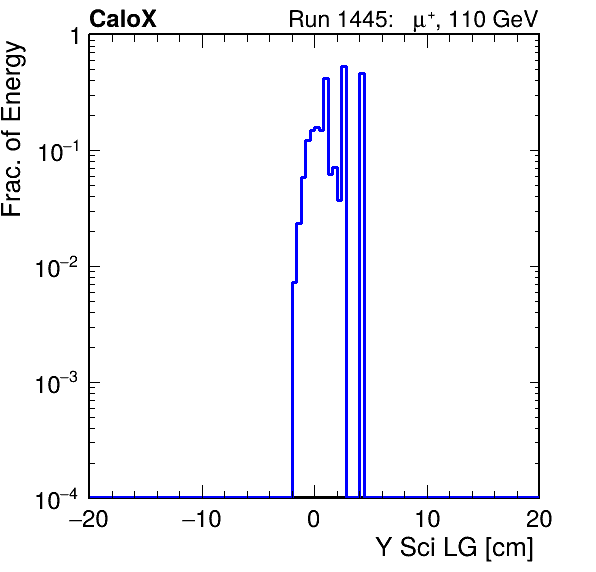 CaloX Run 1445: μ⁺, 110 GeV
Frac. of Energy
1
10⁻¹
10⁻²
10⁻³
10⁻⁴
−20 −10 0 10 20
Y Sci LG [cm]